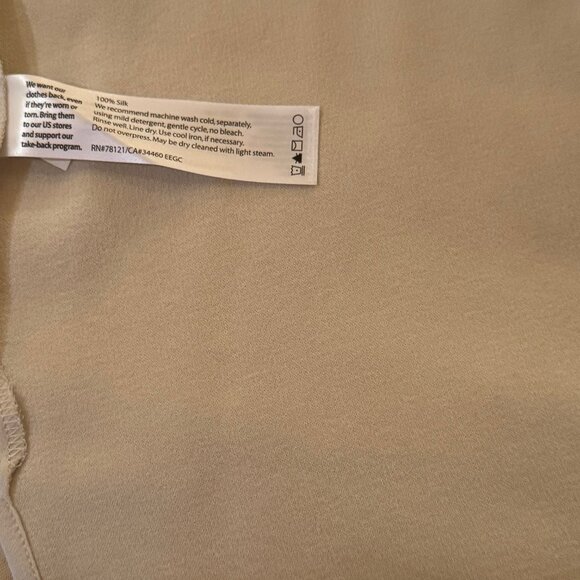 We want our
clothes back, even
if they're worn or
torn. Bring them
to our US stores
and support our
take-back program.
100% Silk
We recommend machine wash cold, separately,
using mild detergent, gentle cycle, no bleach.
Rinse well. Line dry. Use cool iron, if necessary.
Do not overpress. May be dry cleaned with light steam.
RN#78121/CA#34460 EEGC